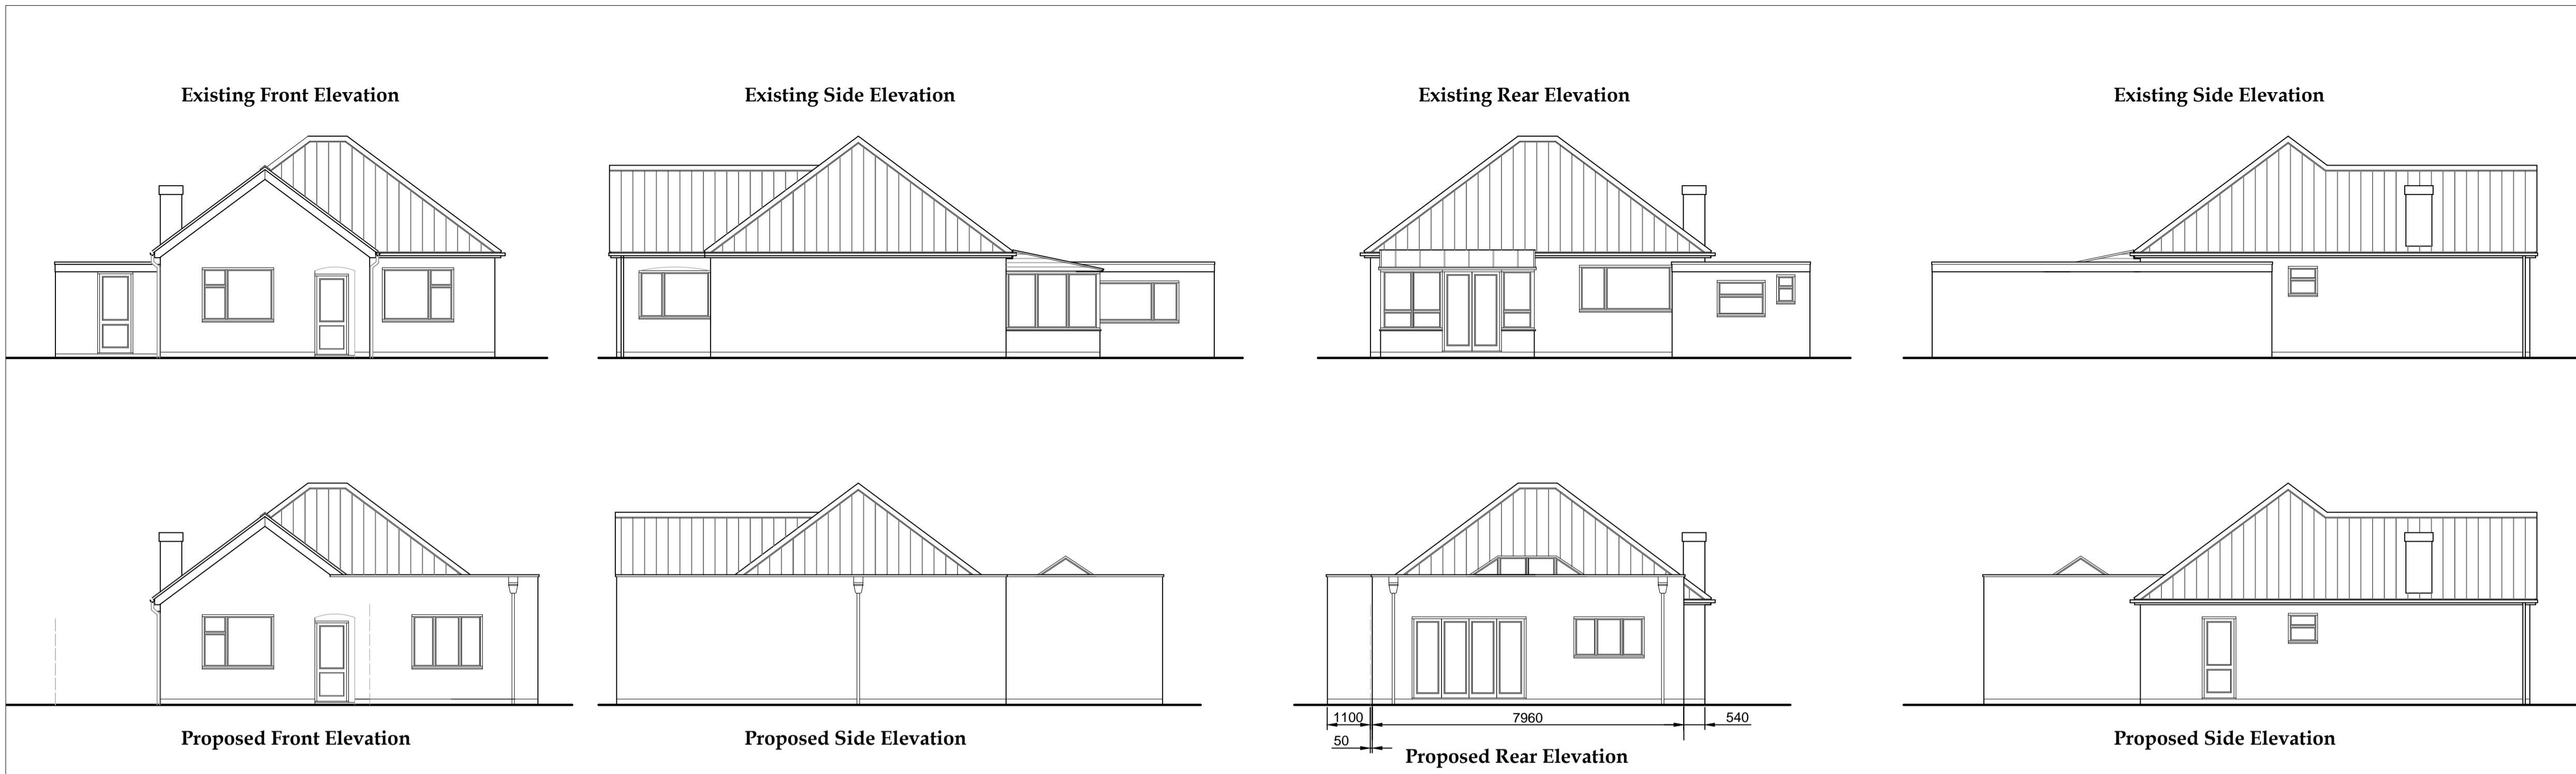 Existing Front Elevation
Existing Side Elevation
Existing Rear Elevation
Existing Side Elevation
1100
7960
540
50
Proposed Front Elevation
Proposed Side Elevation
Proposed Rear Elevation
Proposed Side Elevation